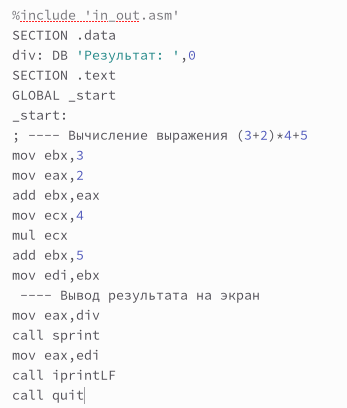 %include 'in_out.asm'
SECTION .data
div: DB 'Результат: ',0
SECTION .text
GLOBAL _start
_start:
; ---- Вычисление выражения (3+2)*4+5
mov ebx,3
mov eax,2
add ebx,eax
mov ecx,4
mul ecx
add ebx,5
mov edi,ebx
---- Вывод результата на экран
mov eax,div
call sprint
mov eax,edi
call iprintLF
call quit